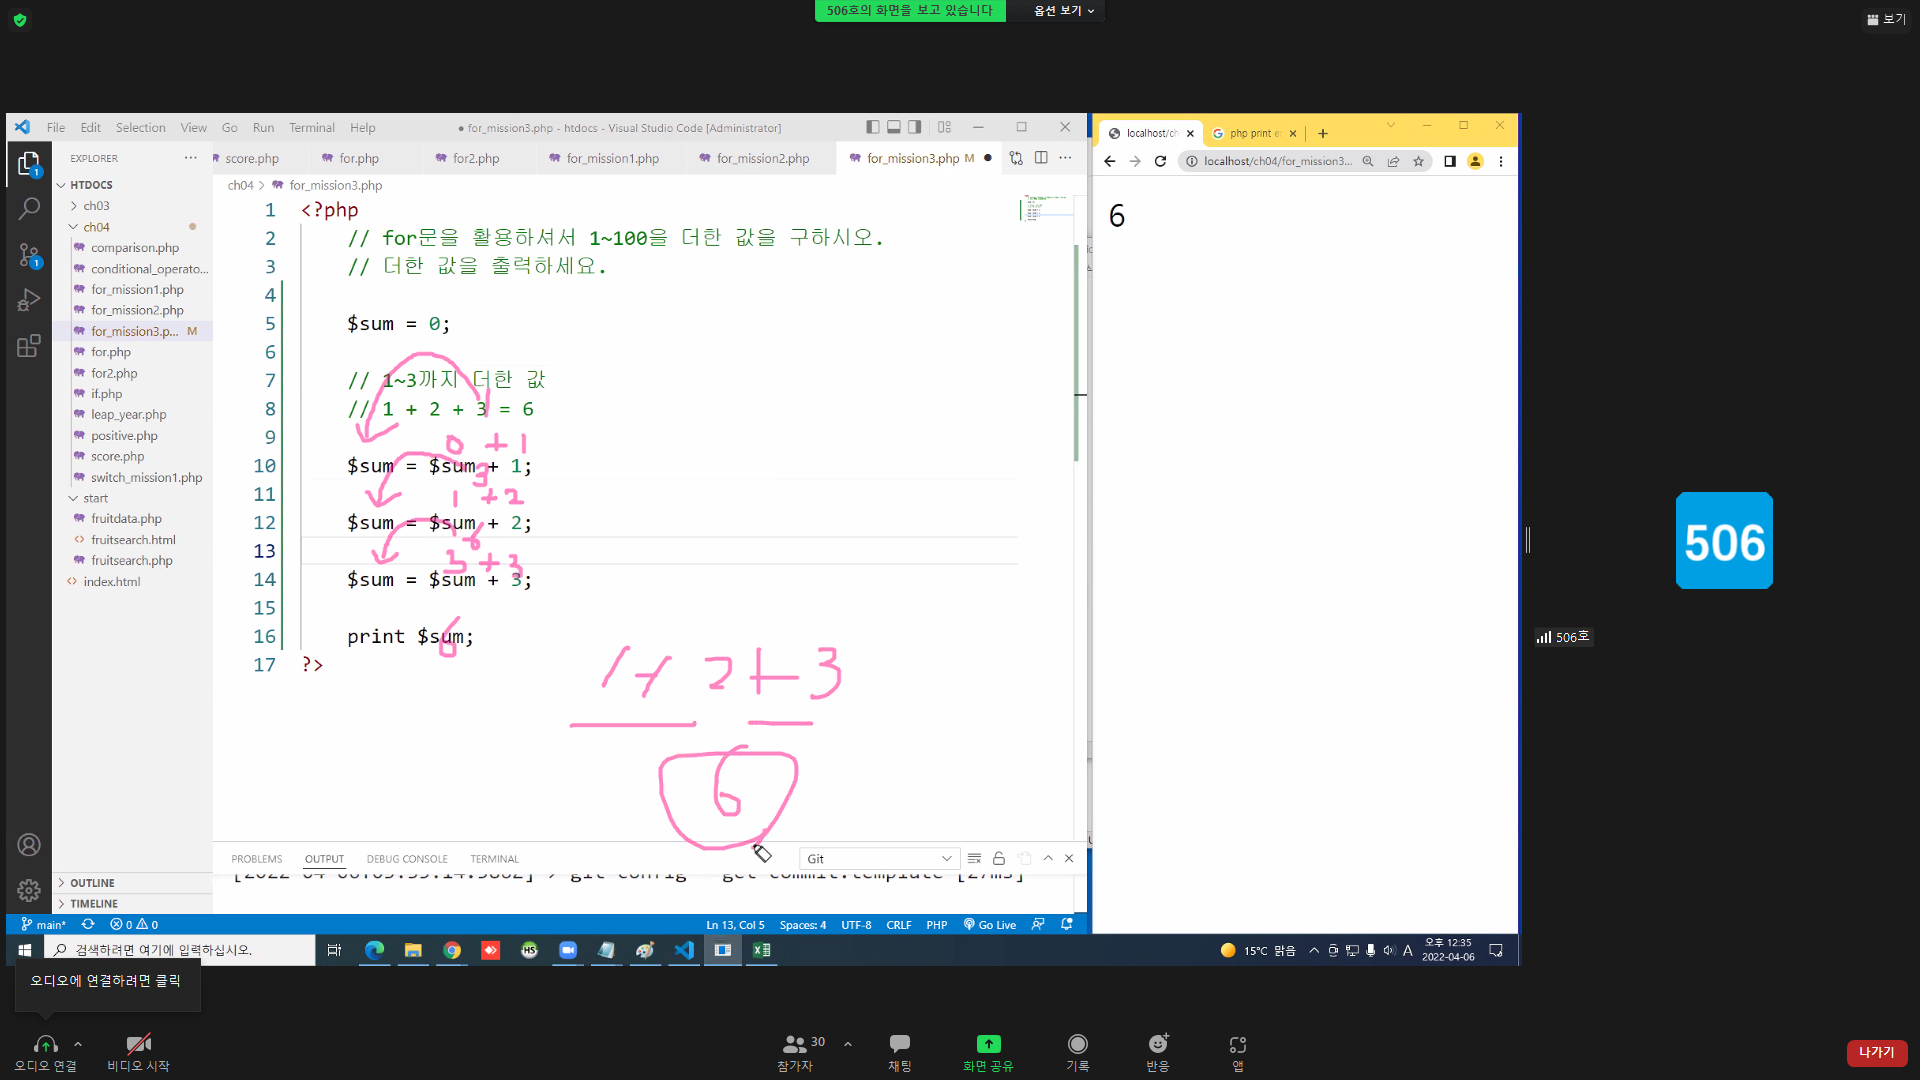 506호의 화면을 보고 있습니다
옵션 보기
보기
File Edit Selection View Go Run Terminal Help
● for_mission3.php - htdocs - Visual Studio Code [Administrator]
EXPLORER
score.php for.php for2.php for_mission1.php for_mission2.php for_mission3.php M
ch04 > for_mission3.php
HTDOCS
ch03
ch04
comparison.php
conditional_operato...
for_mission1.php
for_mission2.php
for_mission3.p... M
for.php
for2.php
if.php
leap_year.php
positive.php
score.php
switch_mission1.php
start
fruitdata.php
fruitsearch.html
fruitsearch.php
index.html
OUTLINE
TIMELINE
1 <?php
2 // for문을 활용하셔서 1~100을 더한 값을 구하시오.
3 // 더한 값을 출력하세요.
4
5 $sum = 0;
6
7 // 1~3까지 더한 값
8 // 1 + 2 + 3 = 6
9
0 + 1
10 $sum = $sum + 1;
3
11
1 + 2
12 $sum = $sum + 2;
6
13
3 + 3
14 $sum = $sum + 3;
15
16 print $sum;
6
17 ?>
1 + 2 + 3
6
PROBLEMS OUTPUT DEBUG CONSOLE TERMINAL
Git
main* 0 0 Ln 13, Col 5 Spaces: 4 UTF-8 CRLF PHP Go Live
localhost/ch php print e
localhost/ch04/for_mission3...
6
506
506호
검색하려면 여기에 입력하십시오.
HS
15°C 맑음
A
오후 12:35
2022-04-06
오디오에 연결하려면 클릭
오디오 연결
비디오 시작
30
참가자
채팅
화면 공유
기록
반응
앱
나가기